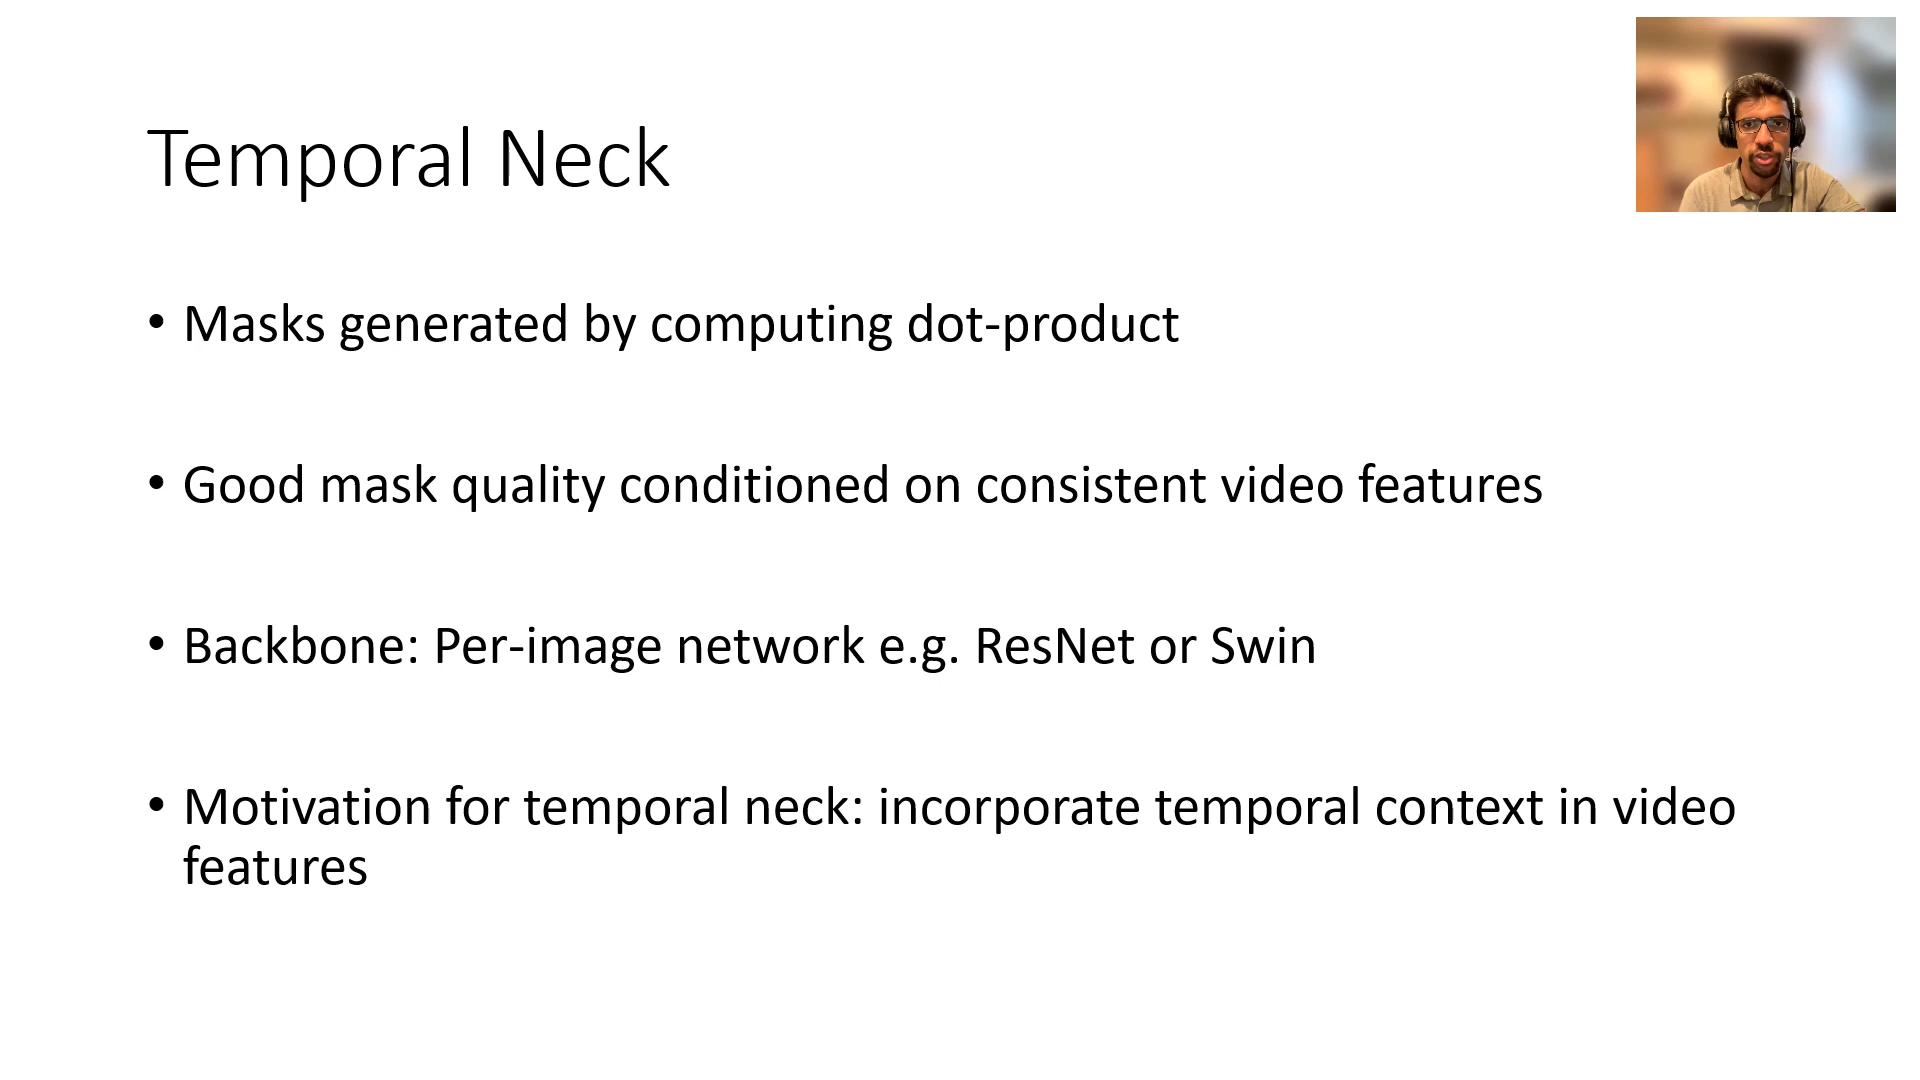 Temporal Neck
• Masks generated by computing dot-product
• Good mask quality conditioned on consistent video features
• Backbone: Per-image network e.g. ResNet or Swin
• Motivation for temporal neck: incorporate temporal context in video
features